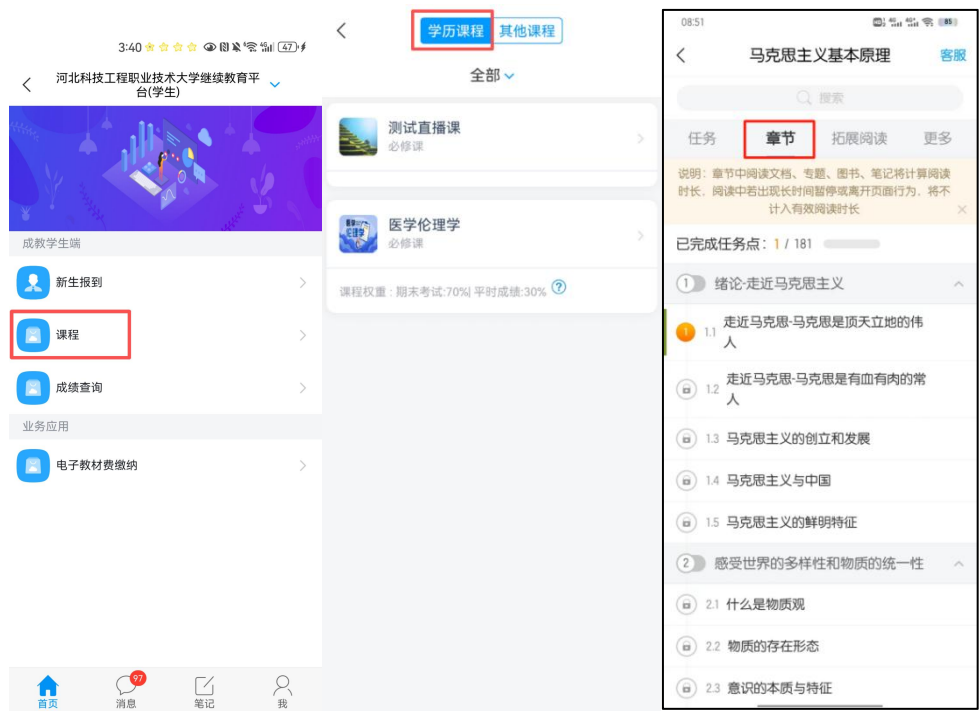 3:40
47
河北科技工程职业技术大学继续教育平
台(学生)
成教学生端
新生报到
课程
成绩查询
业务应用
电子教材费缴纳
首页
97
消息
笔记
我
学历课程
其他课程
全部
测试直播课
必修课
医学伦理学
必修课
课程权重 : 期末考试:70%| 平时成绩:30%
?
08:51
85
马克思主义基本原理
客服
搜索
任务
章节
拓展阅读
更多
说明：章节中阅读文档、专题、图书、笔记将计算阅读
时长．阅读中若出现长时间暂停或离开页面行为．将不
计入有效阅读时长
已完成任务点：1 / 181
1 绪论-走近马克思主义
1 1.1 走近马克思-马克思是顶天立地的伟
人
1.2 走近马克思-马克思是有血有肉的常
人
1.3 马克思主义的创立和发展
1.4 马克思主义与中国
1.5 马克思主义的鲜明特征
2 感受世界的多样性和物质的统一性
2.1 什么是物质观
2.2 物质的存在形态
2.3 意识的本质与特征